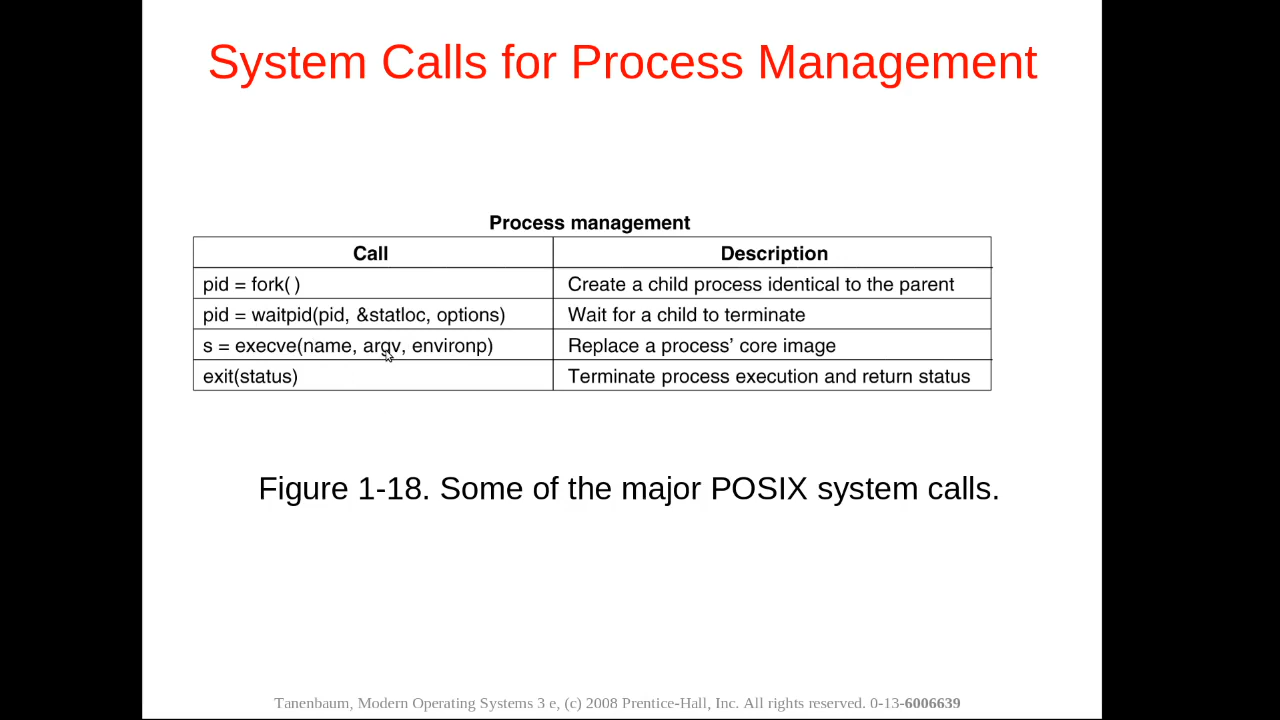 System Calls for Process Management
Process management
Call Description
pid = fork( ) Create a child process identical to the parent
pid = waitpid(pid, &statloc, options) Wait for a child to terminate
s = execve(name, argv, environp) Replace a process’ core image
exit(status) Terminate process execution and return status
Figure 1-18. Some of the major POSIX system calls.
Tanenbaum, Modern Operating Systems 3 e, (c) 2008 Prentice-Hall, Inc. All rights reserved. 0-13-6006639